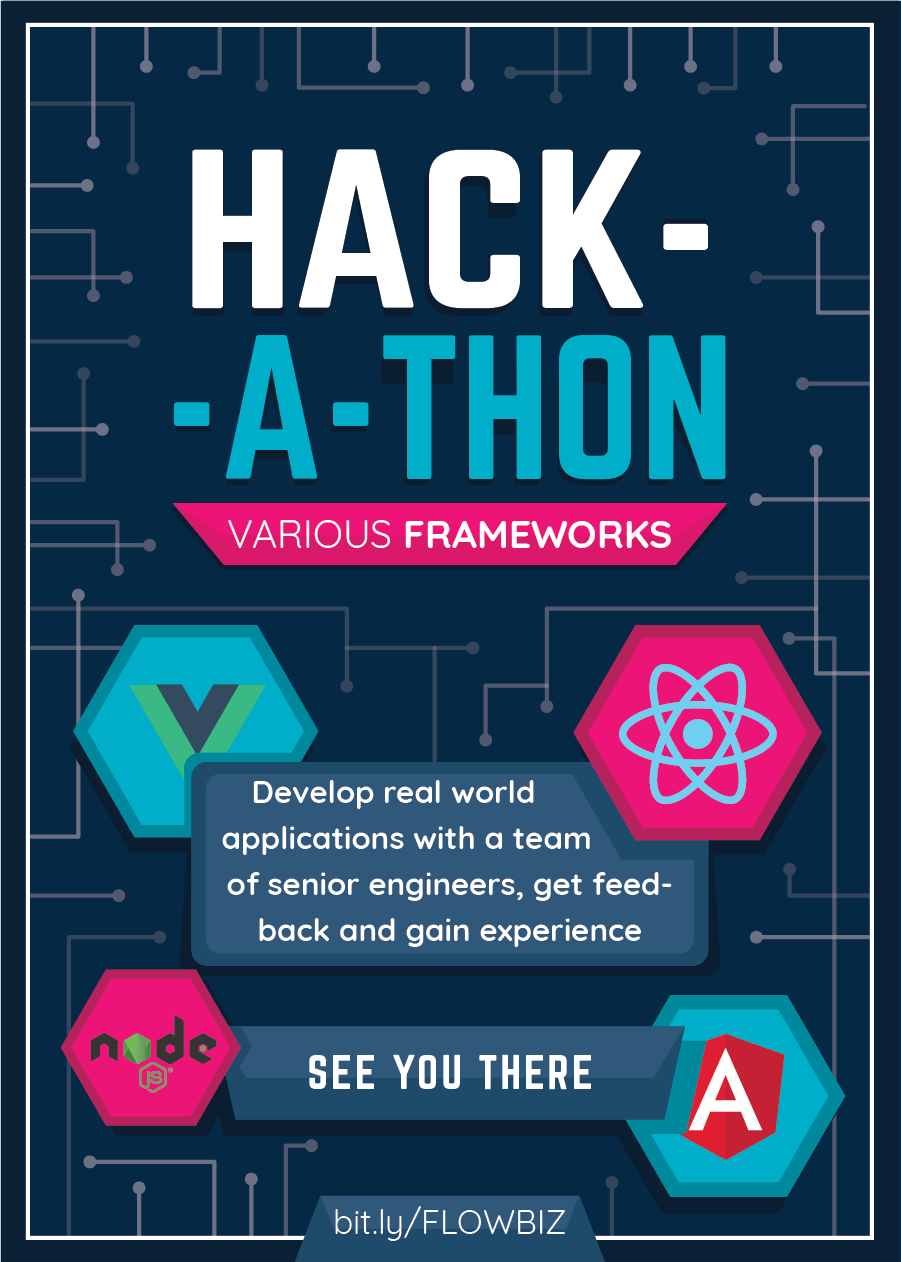 HACK-
-A-THON
VARIOUS FRAMEWORKS
Develop real world
applications with a team
of senior engineers, get feed-
back and gain experience
node
JS
SEE YOU THERE
A
bit.ly/FLOWBIZ